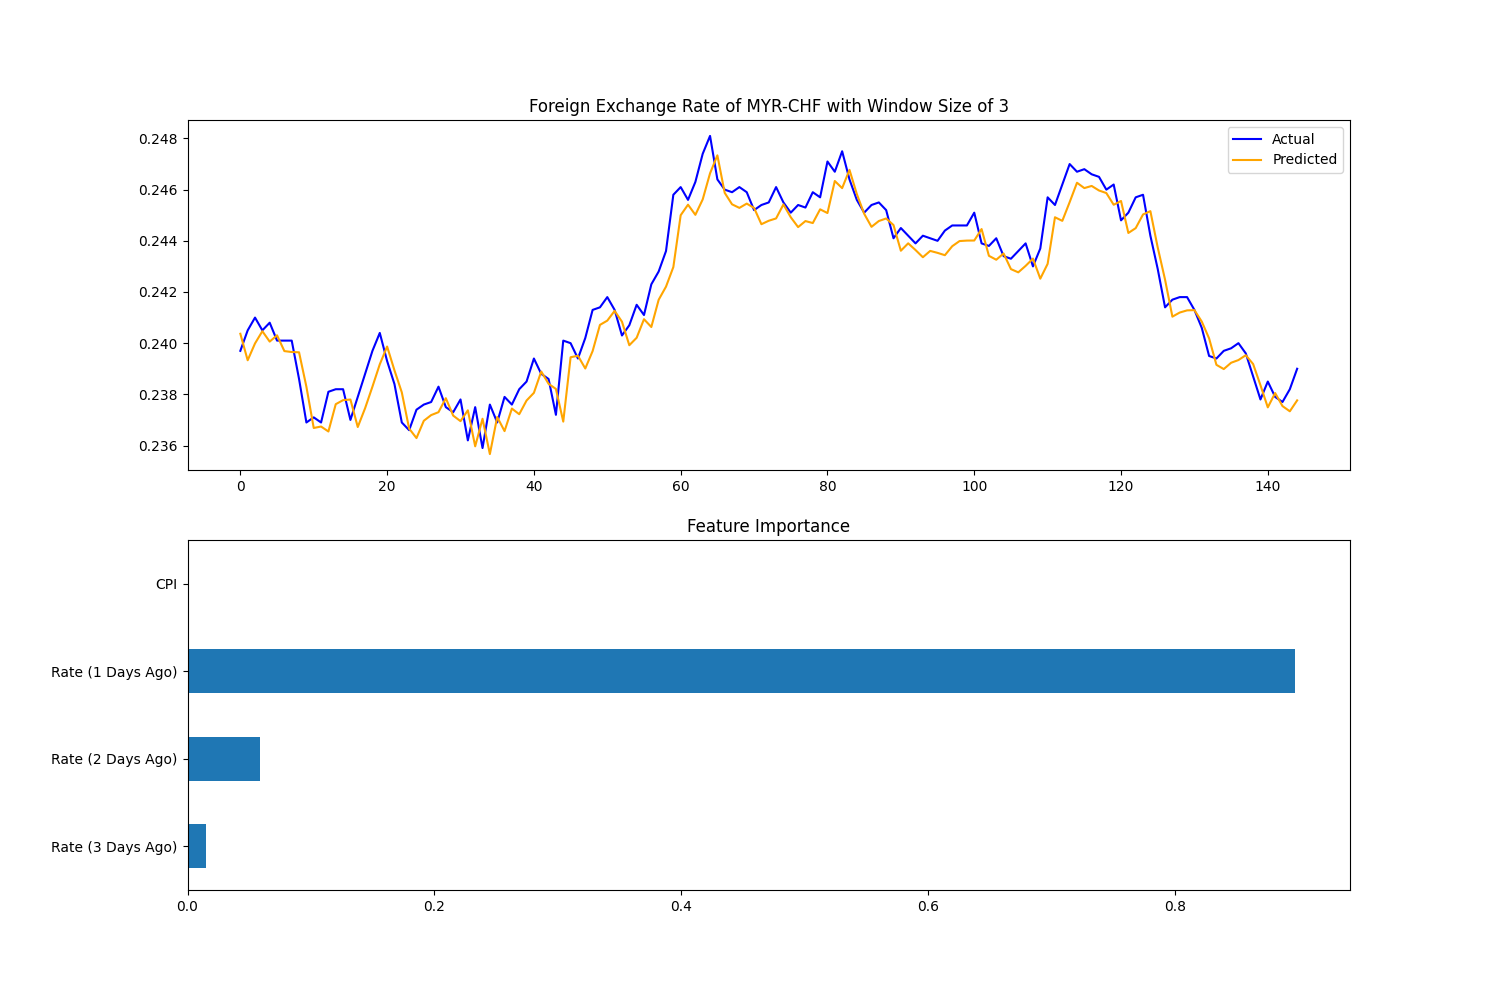 Foreign Exchange Rate of MYR-CHF with Window Size of 3
Actual
Predicted
0.248
0.246
0.244
0.242
0.240
0.238
0.236
0 20 40 60 80 100 120 140
Feature Importance
CPI
Rate (1 Days Ago)
Rate (2 Days Ago)
Rate (3 Days Ago)
0.0 0.2 0.4 0.6 0.8